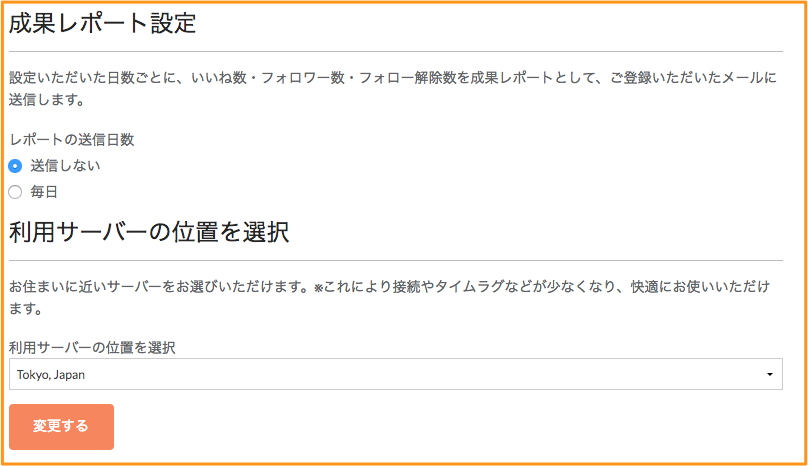 成果レポート設定
設定いただいた日数ごとに、いいね数・フォロワー数・フォロー解除数を成果レポートとして、ご登録いただいたメールに
送信します。
レポートの送信日数
送信しない
毎日
利用サーバーの位置を選択
お住まいに近いサーバーをお選びいただけます。※これにより接続やタイムラグなどが少なくなり、快適にお使いいただけ
ます。
利用サーバーの位置を選択
Tokyo, Japan
変更する